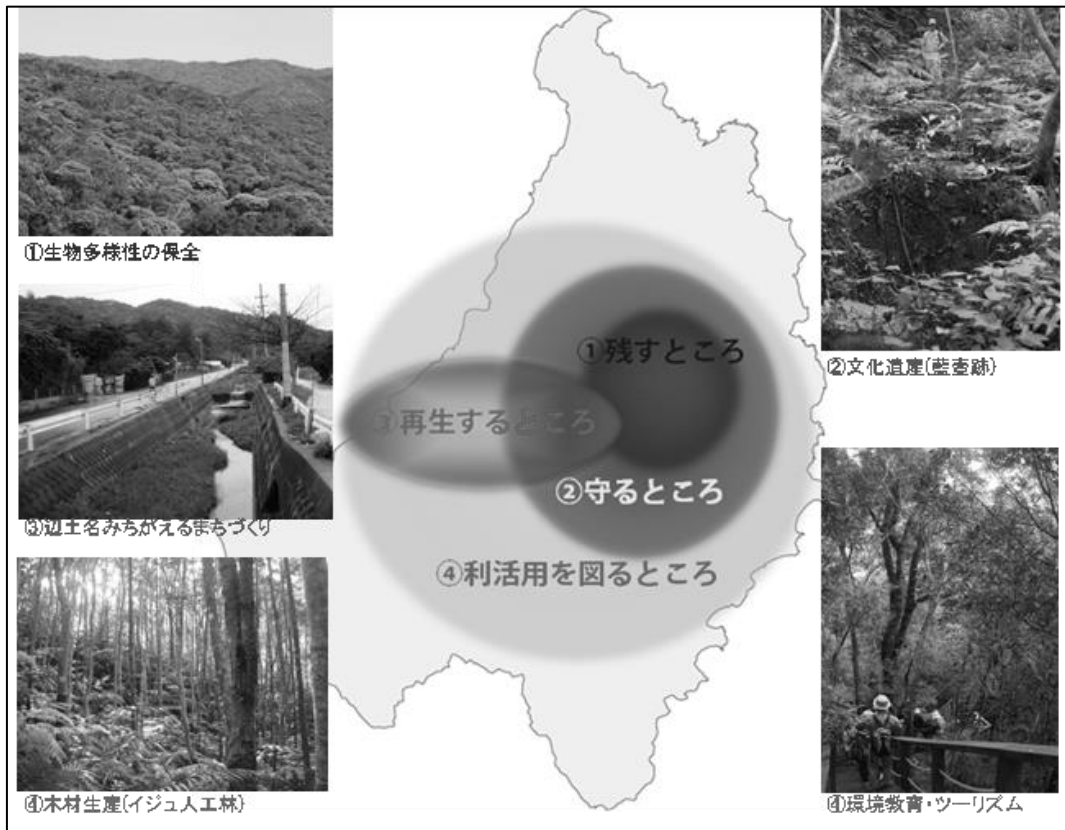 ①生物多様性の保全
②文化遺産(藍壺跡)
①残すところ
③再生するところ
②守るところ
④利活用を図るところ
③辺土名みちがえるまちづくり
④木材生産(イジュ人工林)
④環境教育・ツーリズム